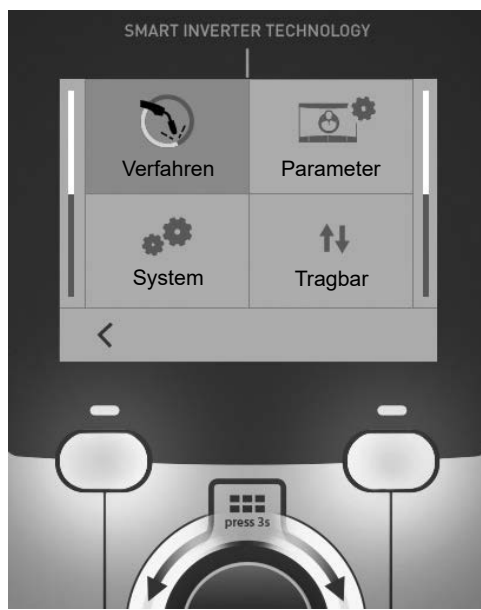 SMART INVERTER TECHNOLOGY
Verfahren
Parameter
System
Tragbar
press 3s